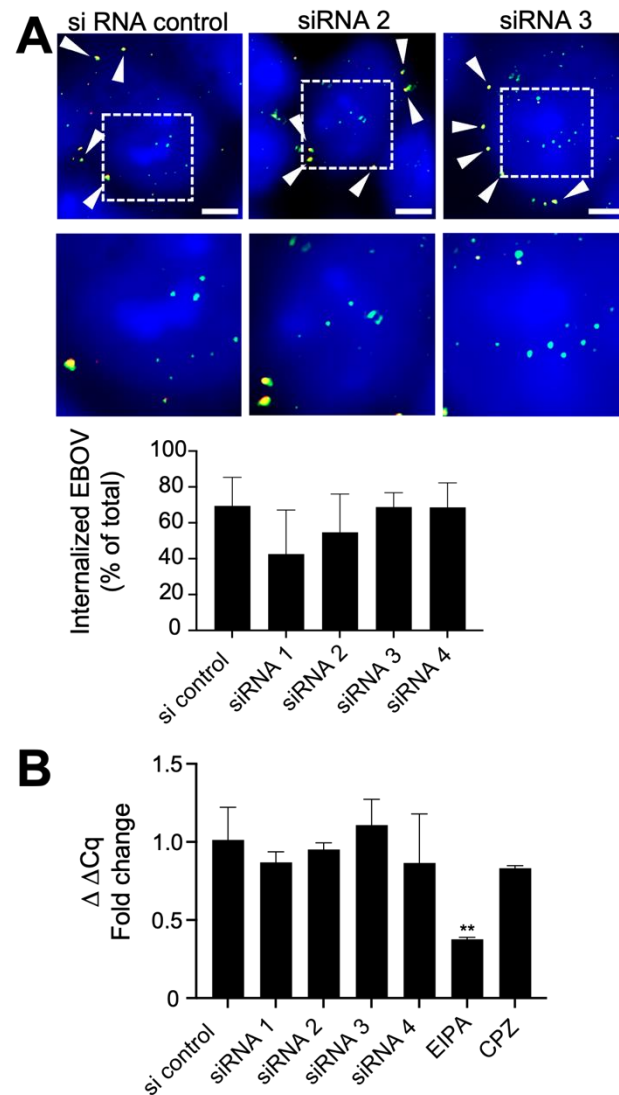 A
si RNA control
siRNA 2
siRNA 3
Internalized EBOV
(% of total)
100
80
60
40
20
0
si control
siRNA 1
siRNA 2
siRNA 3
siRNA 4
B
Δ ΔCq
Fold change
1.5
1.0
0.5
0
**
si control
siRNA 1
siRNA 2
siRNA 3
siRNA 4
EIPA
CPZ